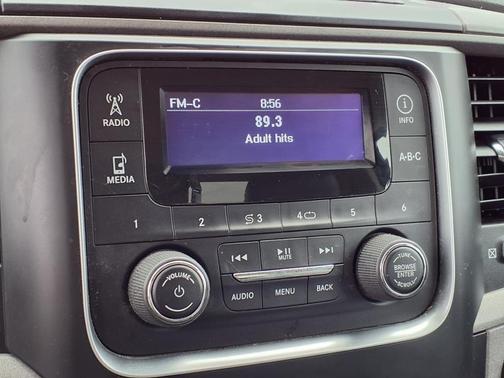 FM-C 8:56
89.3
Adult hits
RADIO
MEDIA
INFO
A-B-C
1 2 3 4 5 6
MUTE
AUDIO MENU BACK
VOLUME
TUNE
BROWSE
ENTER
SCROLL